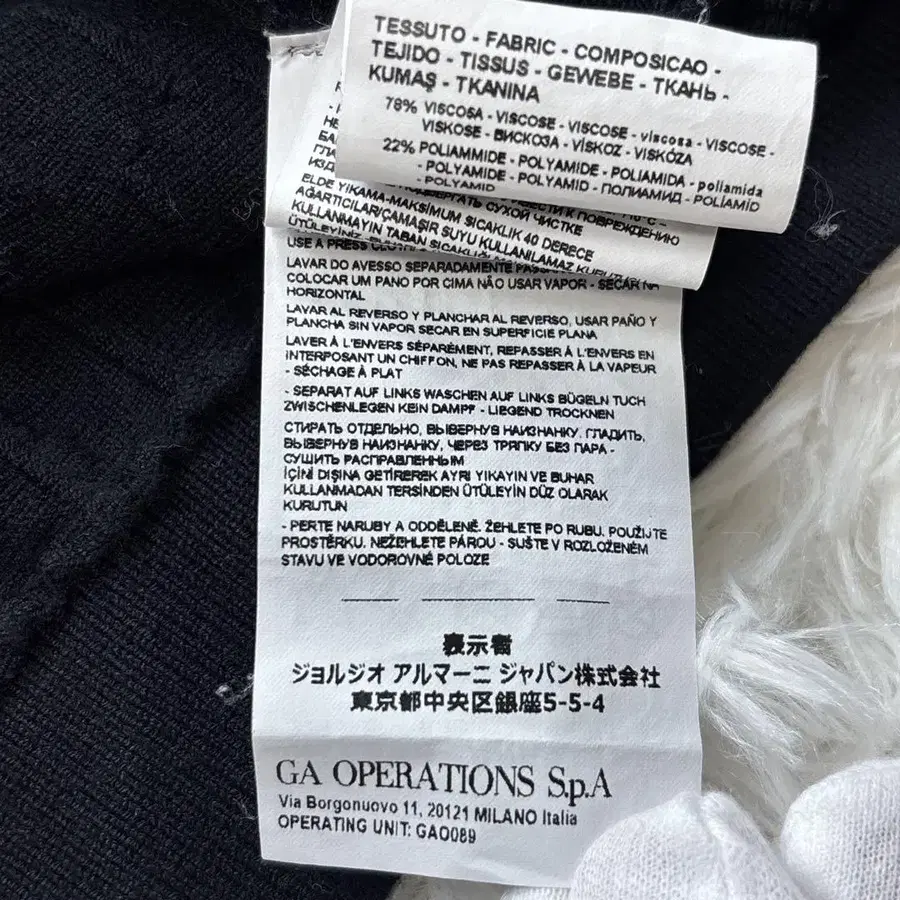 TESSUTO - FABRIC - COMPOSICAO -
TEJIDO - TISSUS - GEWEBE - ТКАНЬ -
KUMAŞ - TKANINA
78% VISCOSA - VISCOSE - VISCOSE - viscosa - VISCOSE -
VISKOSE - ВИСКОЗА - VİSKOZ - VISKÓZA
22% POLIAMMIDE - POLYAMIDE - POLIAMIDA - poliamida
- POLYAMIDE - POLYAMID - ПОЛИАМИД - POLİAMİD
- POLYAMID
ПОВРЕЖДЕНИЮ
СУХОЙ ЧИСТКЕ
ELDE YIKAMA-MAKSİMUM SICAKLIK 40 DERECE
AĞARTICILAR/ÇAMAŞIR SUYU KULLANILAMAZ
KULLANMAYIN TABAN
ÜTÜLEYİNİZ
USE A PRESS
LAVAR DO AVESSO SEPARADAMENTE
COLOCAR UM PANO POR CIMA NÃO USAR VAPOR - SECAR NA
HORIZONTAL
LAVAR AL REVERSO Y PLANCHAR AL REVERSO, USAR PAÑO Y
PLANCHA SIN VAPOR SECAR EN SUPERFICIE PLANA
LAVER À L'ENVERS SÉPARÉMENT, REPASSER À L'ENVERS EN
INTERPOSANT UN CHIFFON, NE PAS REPASSER À LA VAPEUR
- SÉCHAGE À PLAT
- SEPARAT AUF LINKS WASCHEN AUF LINKS BÜGELN TUCH
ZWISCHENLEGEN KEIN DAMPF - LIEGEND TROCKNEN
СТИРАТЬ ОТДЕЛЬНО, ВЫВЕРНУВ НАИЗНАНКУ. ГЛАДИТЬ,
ВЫВЕРНУВ НАИЗНАНКУ, ЧЕРЕЗ ТРЯПКУ БЕЗ ПАРА -
СУШИТЬ РАСПРАВЛЕННЫМ
İÇİNİ DIŞINA GETİREREK AYRI YIKAYIN VE BUHAR
KULLANMADAN TERSİNDEN ÜTÜLEYİN DÜZ OLARAK
KURUTUN
- PERTE NARUBY A ODDĚLENĚ. ŽEHLETE PO RUBU. POUŽIJTE
PROSTĚRKU. NEŽEHLETE PÁROU - SUŠTE V ROZLOŽENÉM
STAVU VE VODOROVNÉ POLOZE
表示者
ジョルジオ アルマーニ ジャパン株式会社
東京都中央区銀座5-5-4
GA OPERATIONS S.p.A
Via Borgonuovo 11, 20121 MILANO Italia
OPERATING UNIT: GAO089